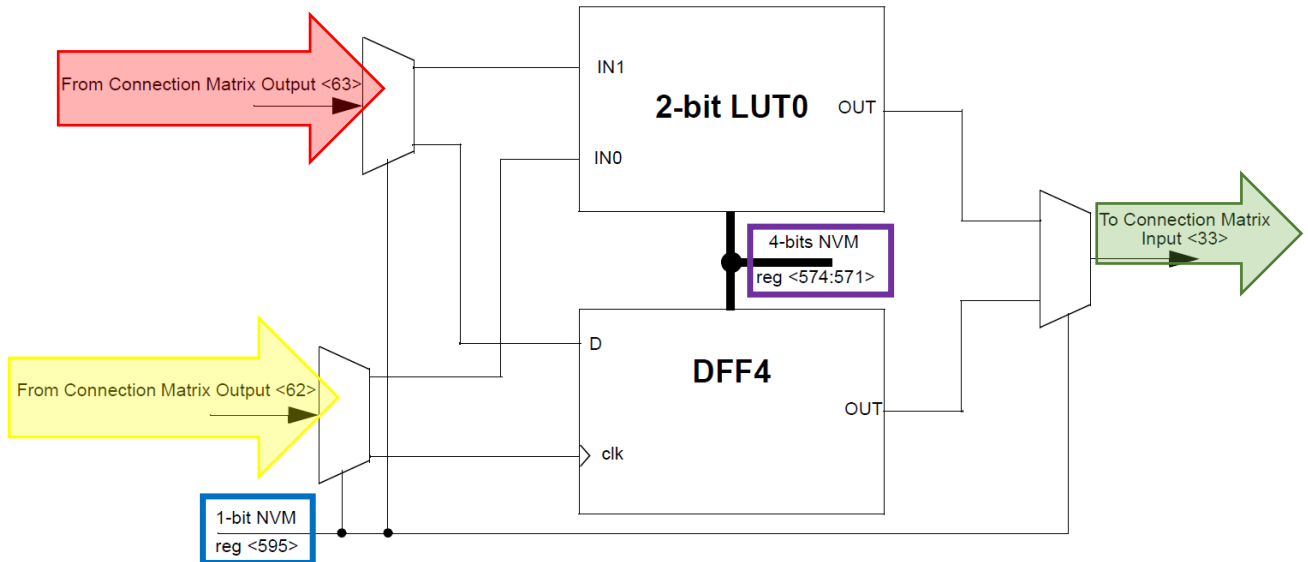 From Connection Matrix Output <63>
IN1
2-bit LUT0
OUT
IN0
4-bits NVM
reg <574:571>
To Connection Matrix
Input <33>
From Connection Matrix Output <62>
D
DFF4
OUT
clk
1-bit NVM
reg <595>